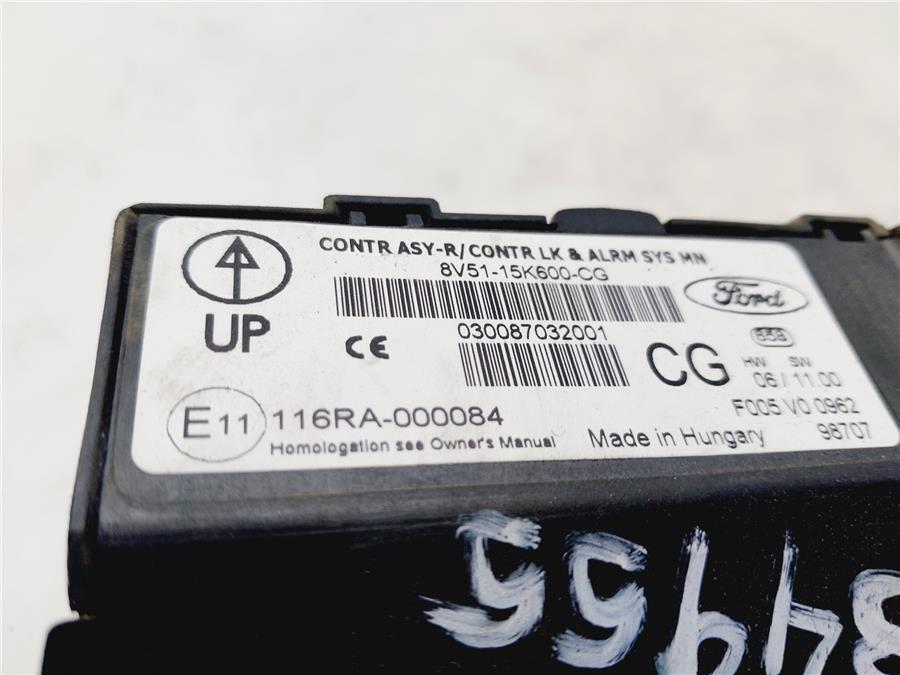 CONTR ASY-R/CONTR LK & ALRM SYS MN
8V51-15K600-CG
Ford
UP
CE
030087032001
CG
HW SW
06/11.00
E11
116RA-000084
F005 V0 0962
Homologation see Owner's Manual
Made in Hungary
98707